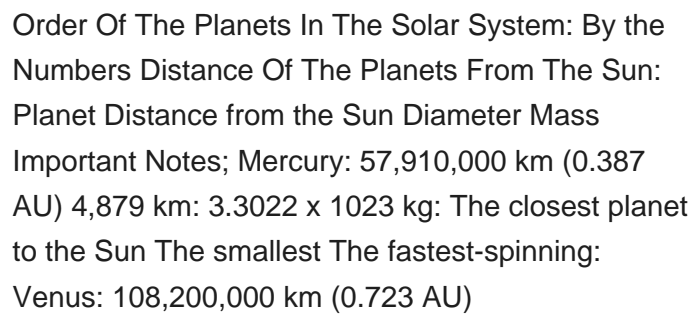 Order Of The Planets In The Solar System: By the
Numbers Distance Of The Planets From The Sun:
Planet Distance from the Sun Diameter Mass
Important Notes; Mercury: 57,910,000 km (0.387
AU) 4,879 km: 3.3022 x 1023 kg: The closest planet
to the Sun The smallest The fastest-spinning:
Venus: 108,200,000 km (0.723 AU)